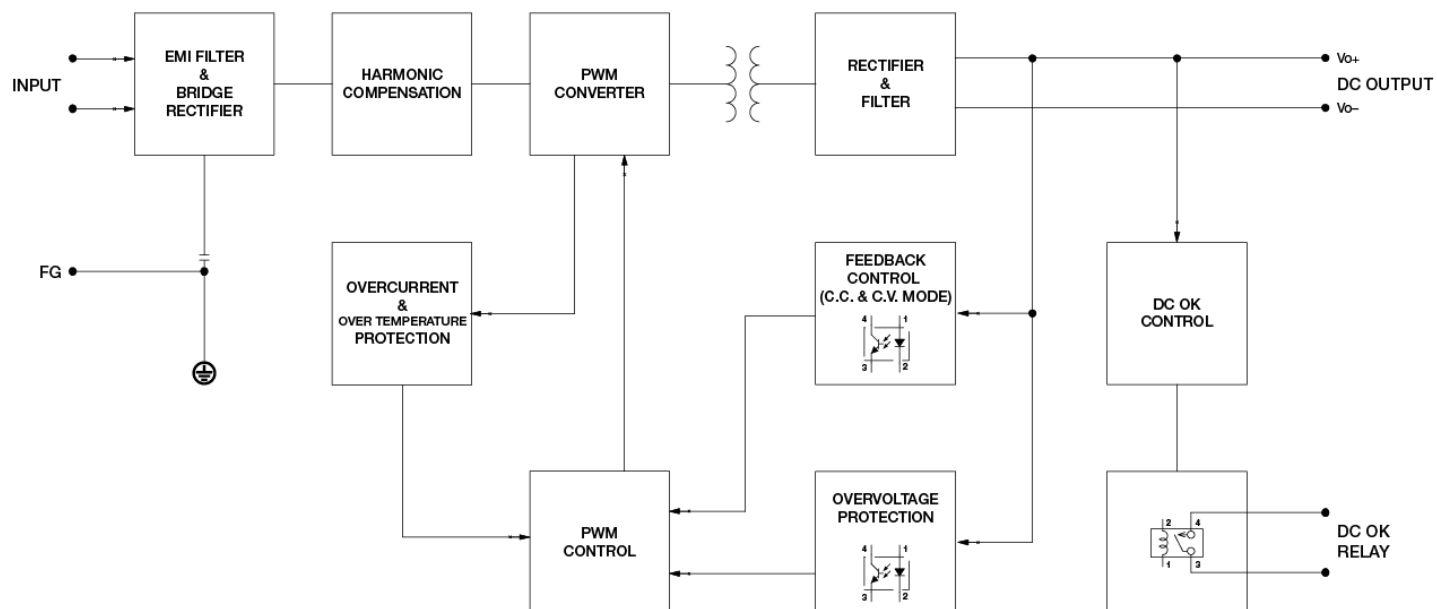 INPUT
EMI FILTER
&
BRIDGE
RECTIFIER
HARMONIC
COMPENSATION
PWM
CONVERTER
RECTIFIER
&
FILTER
Vo+
DC OUTPUT
Vo–
FG
OVERCURRENT
&
OVER TEMPERATURE
PROTECTION
FEEDBACK
CONTROL
(C.C. & C.V. MODE)
4 1
3 2
DC OK
CONTROL
PWM
CONTROL
OVERVOLTAGE
PROTECTION
4 1
3 2
2 4
1 3
DC OK
RELAY